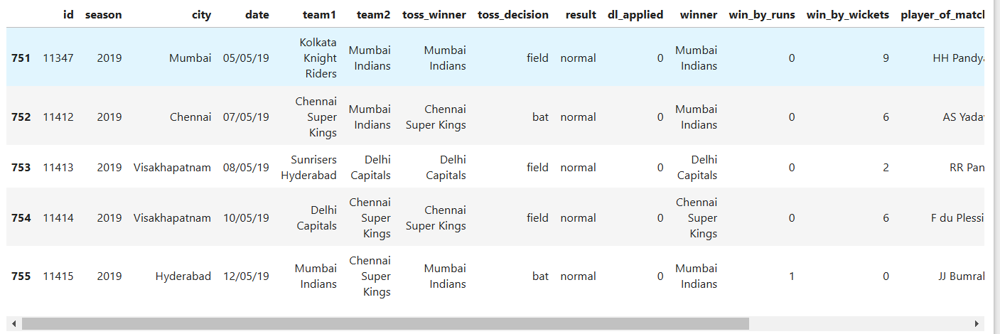 id season city date team1 team2 toss_winner toss_decision result dl_applied winner win_by_runs win_by_wickets player_of_match
751 11347 2019 Mumbai 05/05/19 Kolkata Knight Riders Mumbai Indians Mumbai Indians field normal 0 Mumbai Indians 0 9 HH Pandya
752 11412 2019 Chennai 07/05/19 Chennai Super Kings Mumbai Indians Chennai Super Kings bat normal 0 Mumbai Indians 0 6 AS Yadav
753 11413 2019 Visakhapatnam 08/05/19 Sunrisers Hyderabad Delhi Capitals Delhi Capitals field normal 0 Delhi Capitals 0 2 RR Pan
754 11414 2019 Visakhapatnam 10/05/19 Delhi Capitals Chennai Super Kings Chennai Super Kings field normal 0 Chennai Super Kings 0 6 F du Plessi
755 11415 2019 Hyderabad 12/05/19 Mumbai Indians Chennai Super Kings Mumbai Indians bat normal 0 Mumbai Indians 1 0 JJ Bumrah